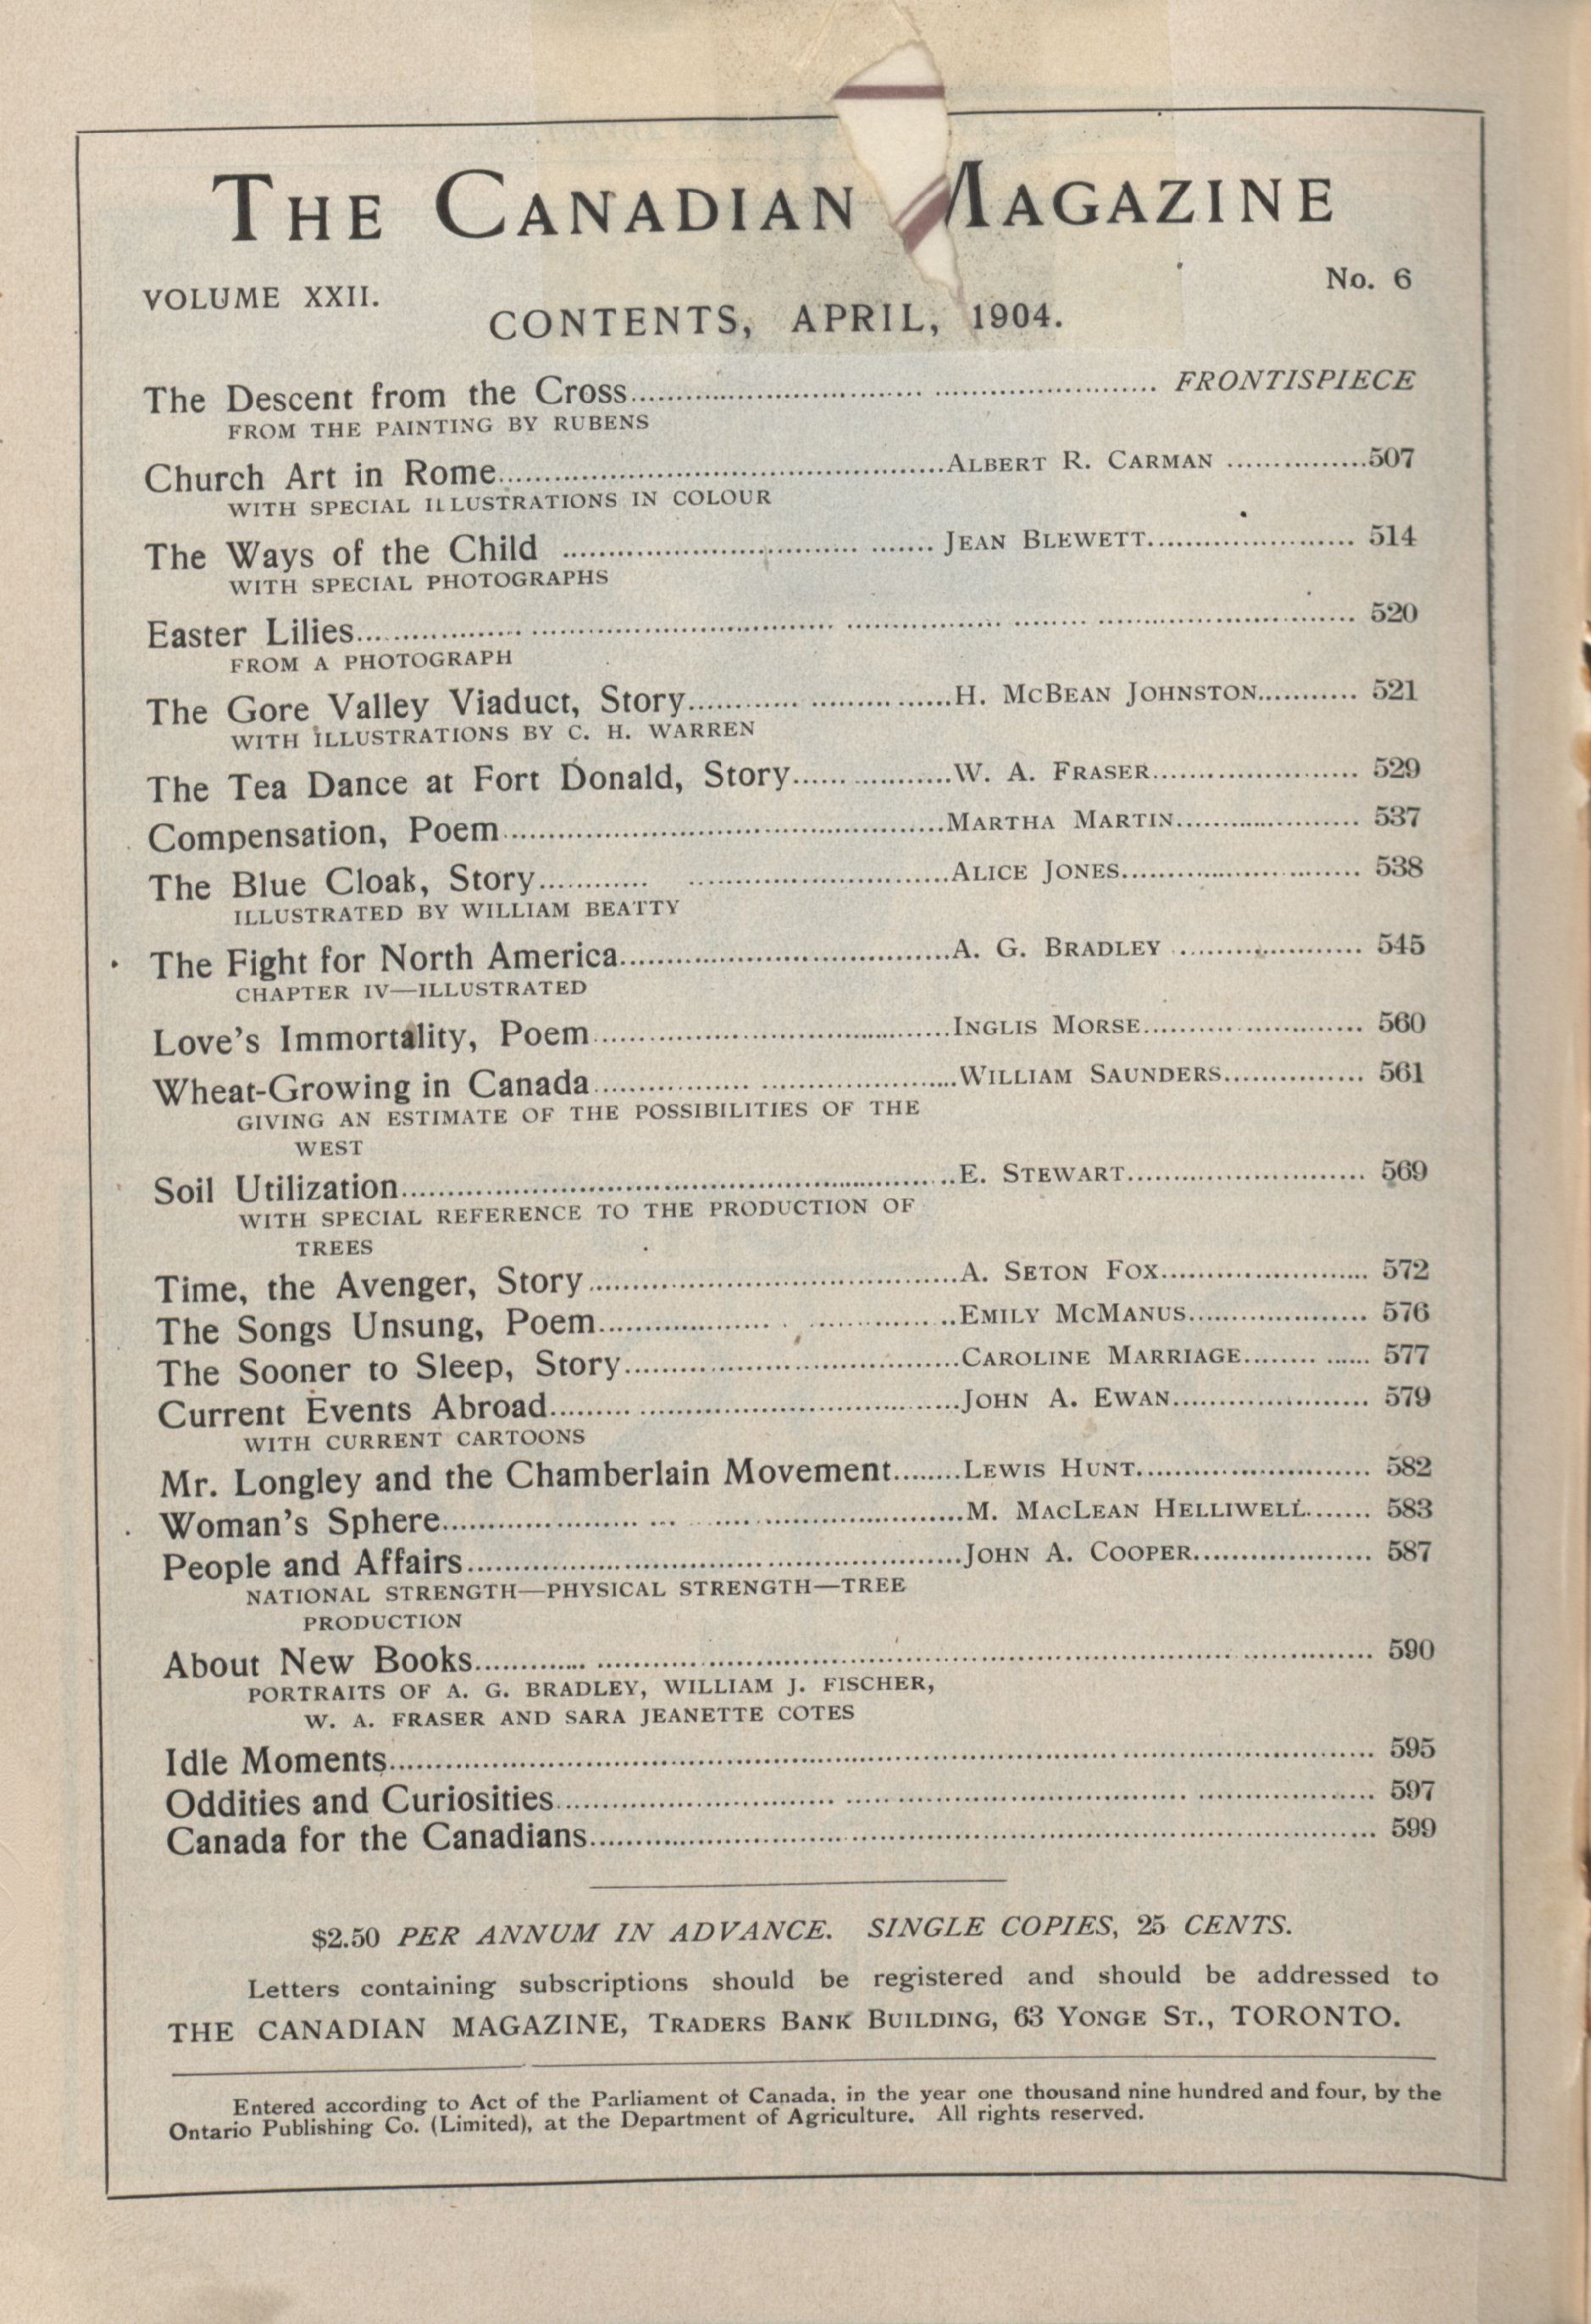 THE CANADIAN MAGAZINE
VOLUME XXII. No. 6
CONTENTS, APRIL, 1904.
The Descent from the Cross.......... FRONTISPIECE
FROM THE PAINTING BY RUBENS
Church Art in Rome..........ALBERT R. CARMAN ..........507
WITH SPECIAL ILLUSTRATIONS IN COLOUR
The Ways of the Child ..........JEAN BLEWETT.......... 514
WITH SPECIAL PHOTOGRAPHS
Easter Lilies.......... 520
FROM A PHOTOGRAPH
The Gore Valley Viaduct, Story..........H. MCBEAN JOHNSTON.......... 521
WITH ILLUSTRATIONS BY C. H. WARREN
The Tea Dance at Fort Donald, Story..........W. A. FRASER.......... 529
Compensation, Poem..........MARTHA MARTIN.......... 537
The Blue Cloak, Story..........ALICE JONES.......... 538
ILLUSTRATED BY WILLIAM BEATTY
The Fight for North America..........A. G. BRADLEY .......... 545
CHAPTER IV—ILLUSTRATED
Love's Immortality, Poem..........INGLIS MORSE.......... 560
Wheat-Growing in Canada..........WILLIAM SAUNDERS.......... 561
GIVING AN ESTIMATE OF THE POSSIBILITIES OF THE
WEST
Soil Utilization..........E. STEWART.......... 569
WITH SPECIAL REFERENCE TO THE PRODUCTION OF
TREES
Time, the Avenger, Story..........A. SETON FOX.......... 572
The Songs Unsung, Poem..........EMILY MCMANUS.......... 576
The Sooner to Sleep, Story..........CAROLINE MARRIAGE.......... 577
Current Events Abroad..........JOHN A. EWAN.......... 579
WITH CURRENT CARTOONS
Mr. Longley and the Chamberlain Movement..........LEWIS HUNT.......... 582
Woman's Sphere..........M. MACLEAN HELLIWELL.......... 583
People and Affairs..........JOHN A. COOPER.......... 587
NATIONAL STRENGTH—PHYSICAL STRENGTH—TREE
PRODUCTION
About New Books.......... 590
PORTRAITS OF A. G. BRADLEY, WILLIAM J. FISCHER,
W. A. FRASER AND SARA JEANETTE COTES
Idle Moments.......... 595
Oddities and Curiosities.......... 597
Canada for the Canadians.......... 599
$2.50 PER ANNUM IN ADVANCE. SINGLE COPIES, 25 CENTS.
Letters containing subscriptions should be registered and should be addressed to
THE CANADIAN MAGAZINE, TRADERS BANK BUILDING, 63 YONGE ST., TORONTO.
Entered according to Act of the Parliament of Canada, in the year one thousand nine hundred and four, by the
Ontario Publishing Co. (Limited), at the Department of Agriculture. All rights reserved.